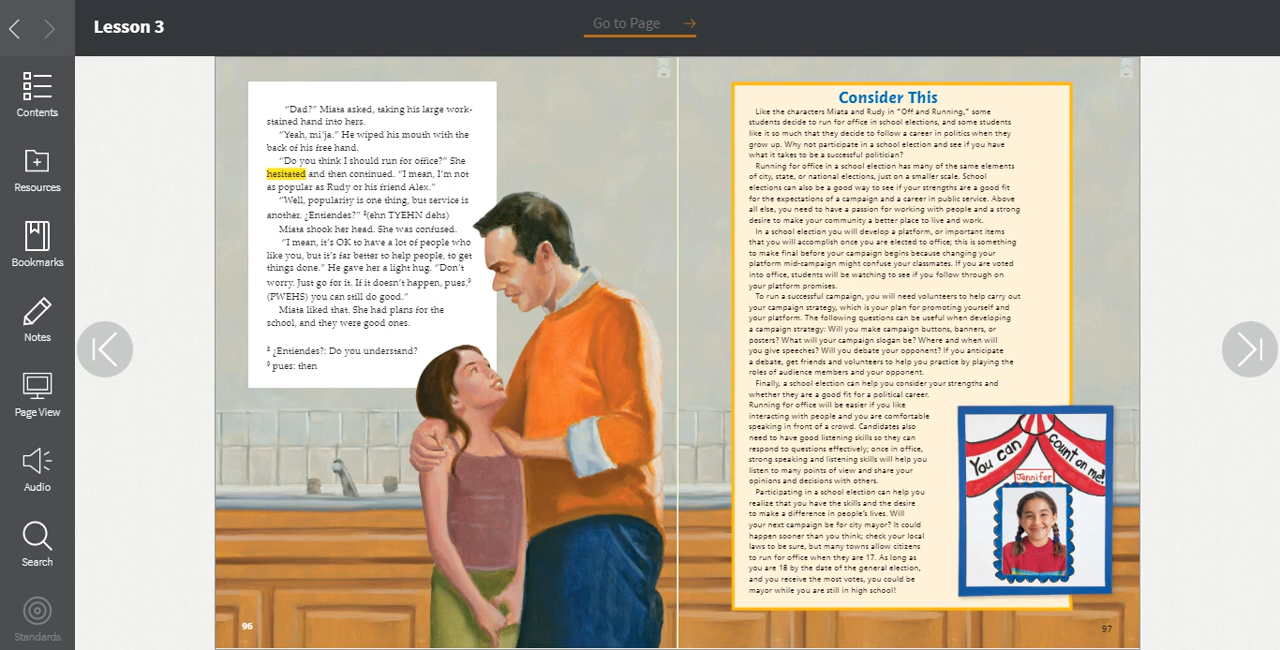 Lesson 3
Go to Page
Contents
Resources
Bookmarks
Notes
Page View
Audio
Search
Standards
“Dad?” Miata asked, taking his large work-
stained hand into hers.
“Yeah, mi’ja.” He wiped his mouth with the
back of his free hand.
“Do you think I should run for office?” She
hesitated and then continued. “I mean, I’m not
as popular as Rudy or his friend Alex.”
“Well, popularity is one thing, but service is
another. ¿Entiendes?” ⁸(ehn TYEHN dehs)
Miata shook her head. She was confused.
“I mean, it’s OK to have a lot of people who
like you, but it’s far better to help people, to get
things done.” He gave her a light hug. “Don’t
worry. Just go for it. If it doesn’t happen, pues,⁹
(PWEHS) you can still do good.”
Miata liked that. She had plans for the
school, and they were good ones.
⁸ ¿Entiendes?: Do you understand?
⁹ pues: then
96
Consider This
Like the characters Miata and Rudy in “Off and Running,” some
students decide to run for office in school elections, and some students
like it so much that they decide to follow a career in politics when they
grow up. Why not participate in a school election and see if you have
what it takes to be a successful politician?
Running for office in a school election has many of the same elements
of city, state, or national elections, just on a smaller scale. School
elections can also be a good way to see if your strengths are a good fit
for the expectations of a campaign and a career in public service. Above
all else, you need to have a passion for working with people and a strong
desire to make your community a better place to live and work.
In a school election you will develop a platform, or important items
that you will accomplish once you are elected to office; this is something
to make final before your campaign begins because changing your
platform mid-campaign might confuse your classmates. If you are voted
into office, students will be watching to see if you follow through on
your platform promises.
To run a successful campaign, you will need volunteers to help carry out
your campaign strategy, which is your plan for promoting yourself and
your platform. The following questions can be useful when developing
a campaign strategy: Will you make campaign buttons, banners, or
posters? What will your campaign slogan be? Where and when will
you give speeches? Will you debate your opponent? If you anticipate
a debate, get friends and volunteers to help you practice by playing the
roles of audience members and your opponent.
Finally, a school election can help you consider your strengths and
whether they are a good fit for a political career.
Running for office will be easier if you like
interacting with people and you are comfortable
speaking in front of a crowd. Candidates also
need to have good listening skills so they can
respond to questions effectively; once in office,
strong speaking and listening skills will help you
listen to many points of view and share your
opinions and decisions with others.
Participating in a school election can help you
realize that you have the skills and the desire
to make a difference in people’s lives. Will
your next campaign be for city mayor? It could
happen sooner than you think; check your local
laws to be sure, but many towns allow citizens
to run for office when they are 17. As long as
you are 18 by the date of the general election,
and you receive the most votes, you could be
mayor while you are still in high school!
You can count on me!
Jennifer
97